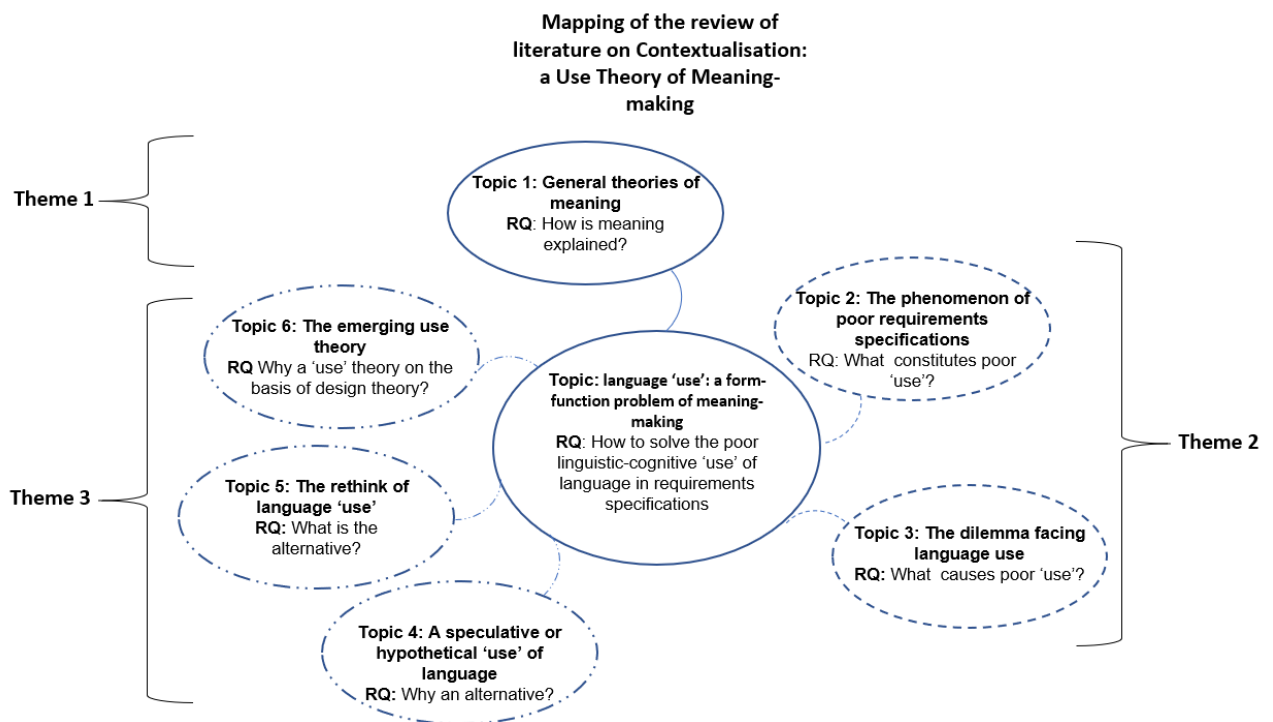 Mapping of the review of
literature on Contextualisation:
a Use Theory of Meaning-
making
Theme 1
Topic 1: General theories of
meaning
RQ: How is meaning
explained?
Topic 2: The phenomenon of
poor requirements
specifications
RQ: What constitutes poor
‘use’?
Theme 2
Topic 3: The dilemma facing
language use
RQ: What causes poor ‘use’?
Topic: language ‘use’: a form-
function problem of meaning-
making
RQ: How to solve the poor
linguistic-cognitive ‘use’ of
language in requirements
specifications
Theme 3
Topic 6: The emerging use
theory
RQ Why a ‘use’ theory on the
basis of design theory?
Topic 5: The rethink of
language ‘use’
RQ: What is the
alternative?
Topic 4: A speculative or
hypothetical ‘use’ of
language
RQ: Why an alternative?